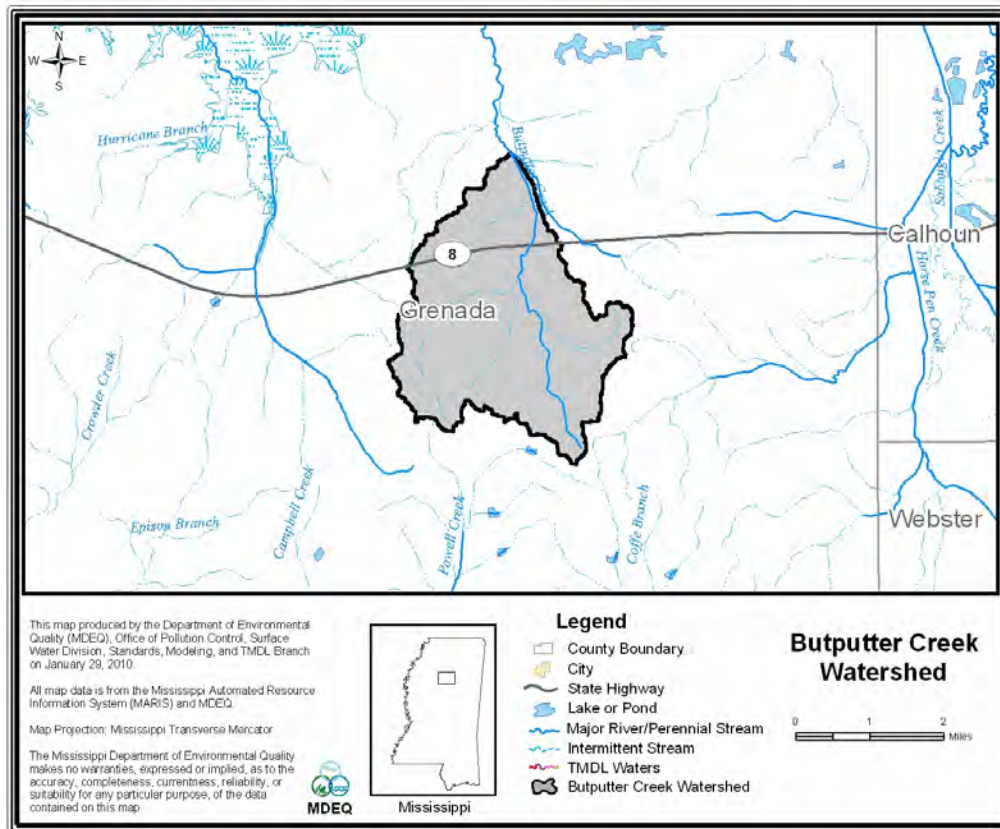 N
W E
S
Hurricane Branch
Butputter Creek
Sabougla Creek
Calhoun
8
Horse Pen Creek
Grenada
Crowder Creek
Epison Branch
Campbell Creek
Powell Creek
Coffe Branch
Webster
This map produced by the Department of Environmental
Quality (MDEQ), Office of Pollution Control, Surface
Water Division, Standards, Modeling, and TMDL Branch
on January 29, 2010.
All map data is from the Mississippi Automated Resource
Information System (MARIS) and MDEQ.
Map Projection: Mississippi Transverse Mercator
The Mississippi Department of Environmental Quality
makes no warranties, expressed or implied, as to the
accuracy, completeness, currentness, reliability, or
suitability for any particular purpose, of the data
contained on this map
MDEQ
Mississippi
Legend
County Boundary
City
State Highway
Lake or Pond
Major River/Perennial Stream
Intermittent Stream
TMDL Waters
Butputter Creek Watershed
Butputter Creek
Watershed
0 1 2
Miles